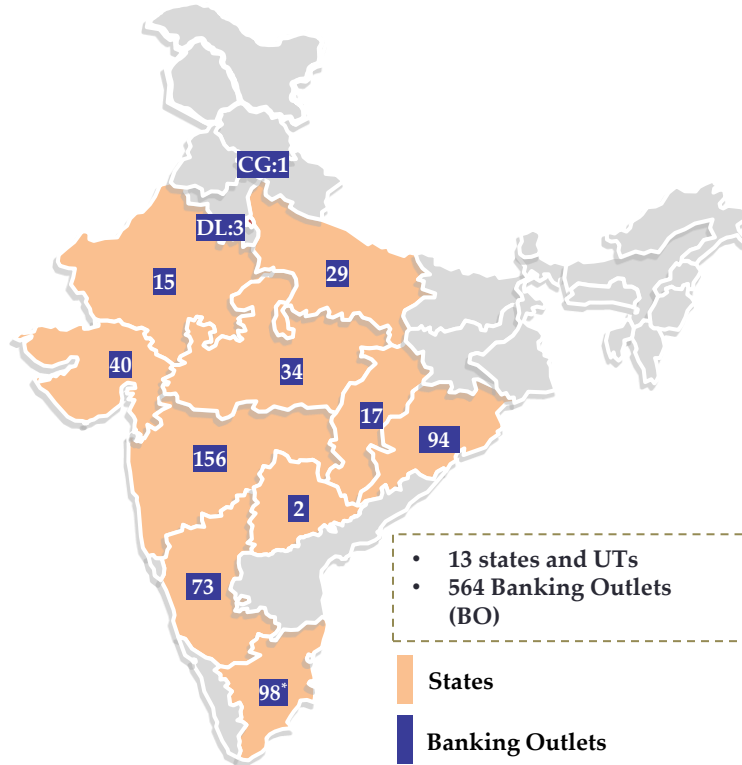 CG:1
DL:3
15
29
40
34
17
94
156
2
73
98*
• 13 states and UTs
• 564 Banking Outlets
(BO)
States
Banking Outlets